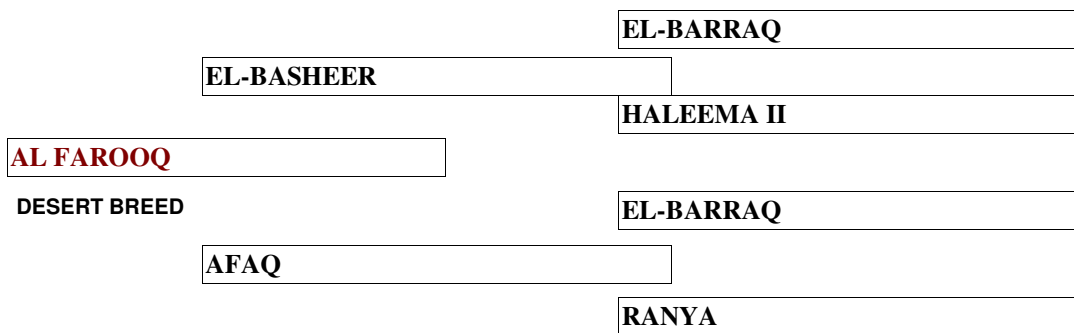 EL-BARRAQ
EL-BASHEER
HALEEMA II
AL FAROOQ
DESERT BREED
EL-BARRAQ
AFAQ
RANYA